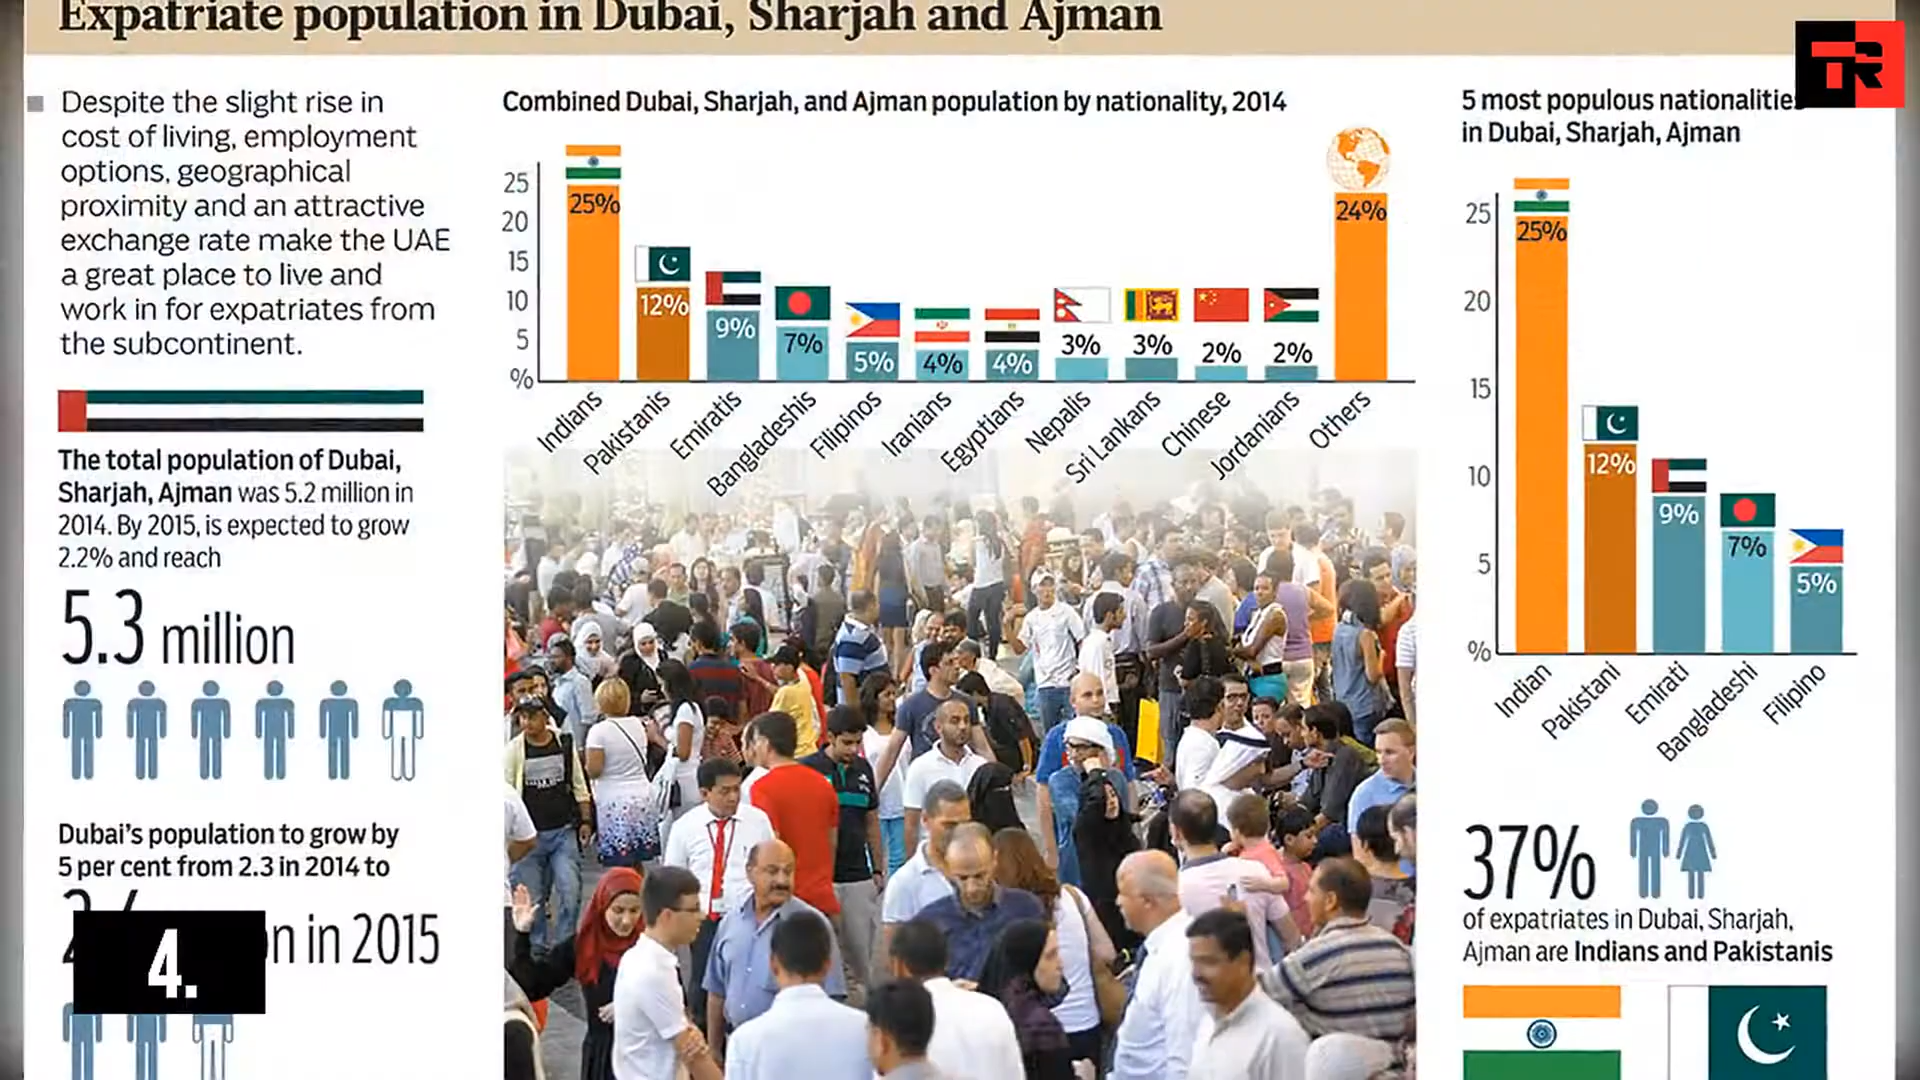 Expatriate population in Dubai, Sharjah and Ajman
TR
Despite the slight rise in
cost of living, employment
options, geographical
proximity and an attractive
exchange rate make the UAE
a great place to live and
work in for expatriates from
the subcontinent.
The total population of Dubai,
Sharjah, Ajman was 5.2 million in
2014. By 2015, is expected to grow
2.2% and reach
5.3 million
Dubai's population to grow by
5 per cent from 2.3 in 2014 to
n in 2015
4.
Combined Dubai, Sharjah, and Ajman population by nationality, 2014
25
20
15
10
5
%
25%
12%
9%
7%
5%
4%
4%
3%
3%
2%
2%
24%
Indians
Pakistanis
Emiratis
Bangladeshis
Filipinos
Iranians
Egyptians
Nepalis
Sri Lankans
Chinese
Jordanians
Others
5 most populous nationalities
in Dubai, Sharjah, Ajman
25
20
15
10
5
%
25%
12%
9%
7%
5%
Indian
Pakistani
Emirati
Bangladeshi
Filipino
37%
of expatriates in Dubai, Sharjah,
Ajman are Indians and Pakistanis